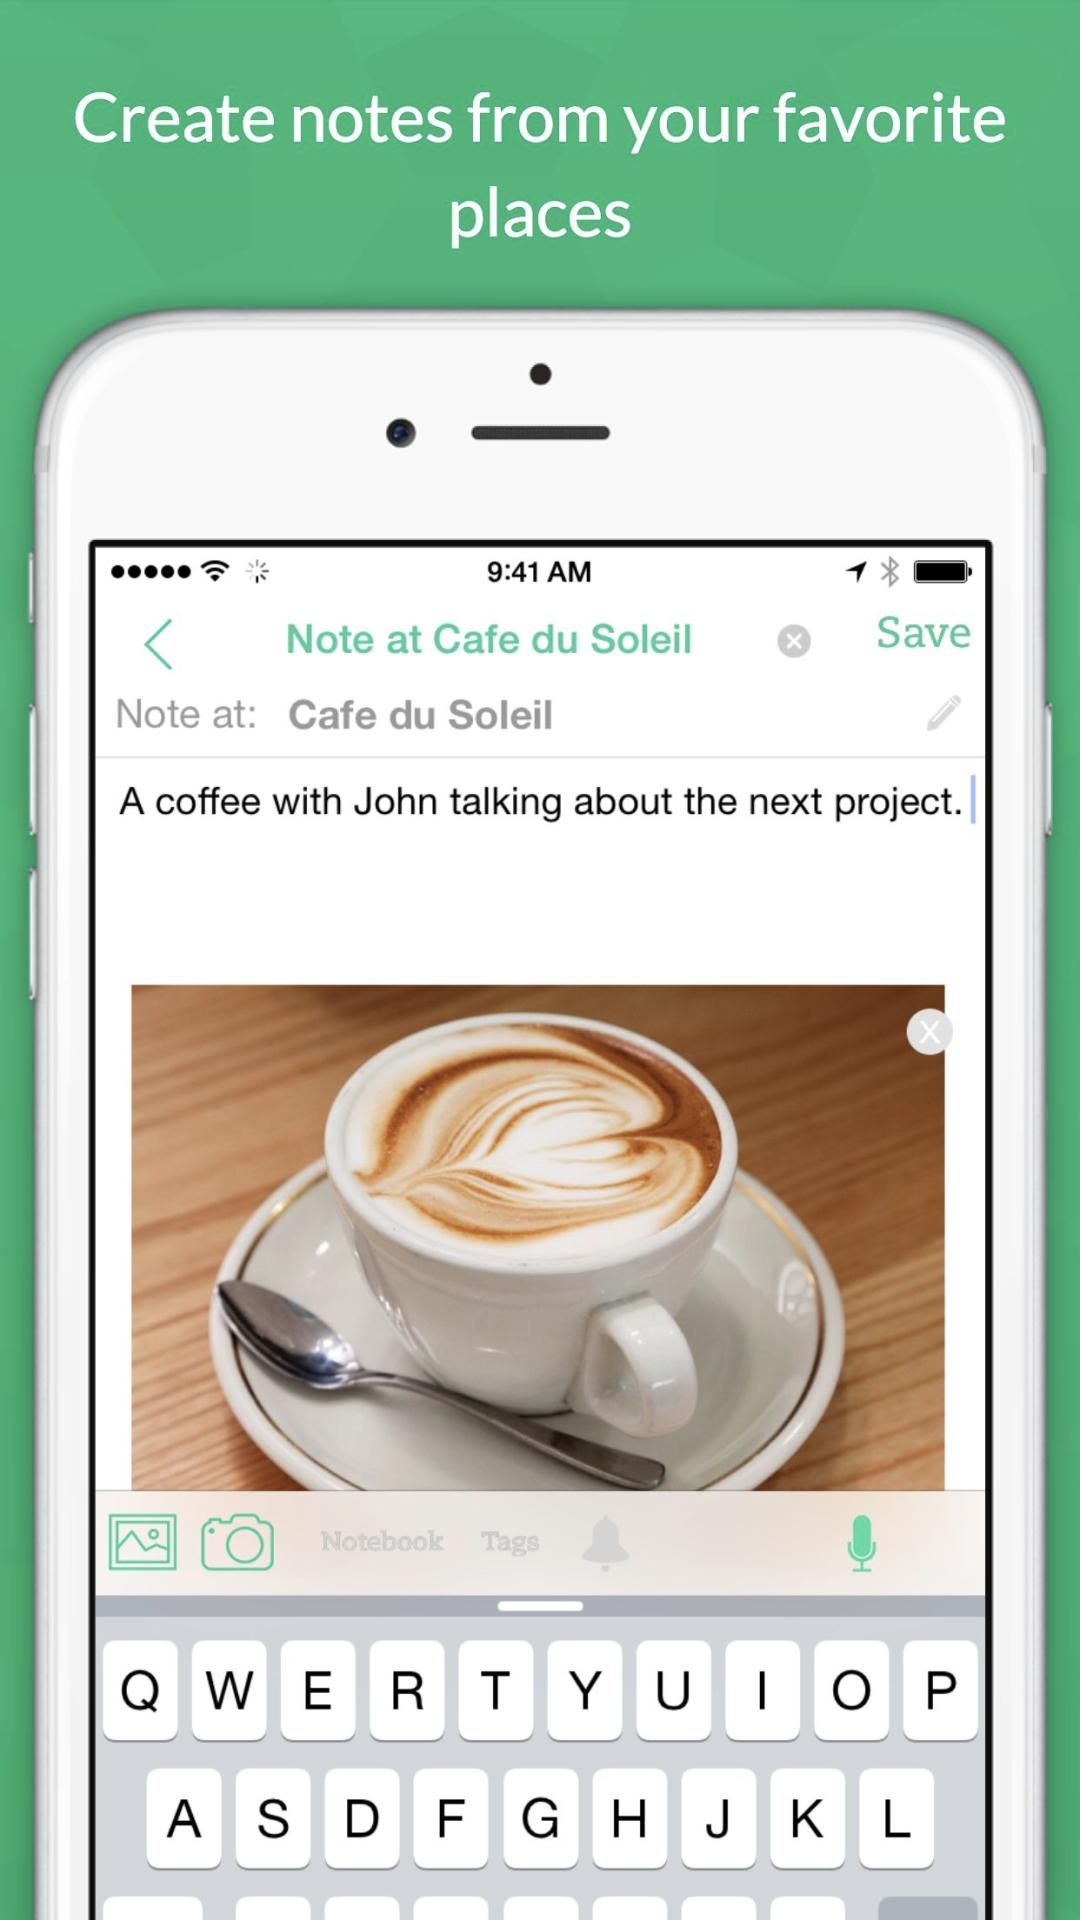 Create notes from your favorite
places
9:41 AM
Note at Cafe du Soleil
Save
Note at: Cafe du Soleil
A coffee with John talking about the next project.
X
Notebook Tags
Q W E R T Y U I O P
A S D F G H J K L